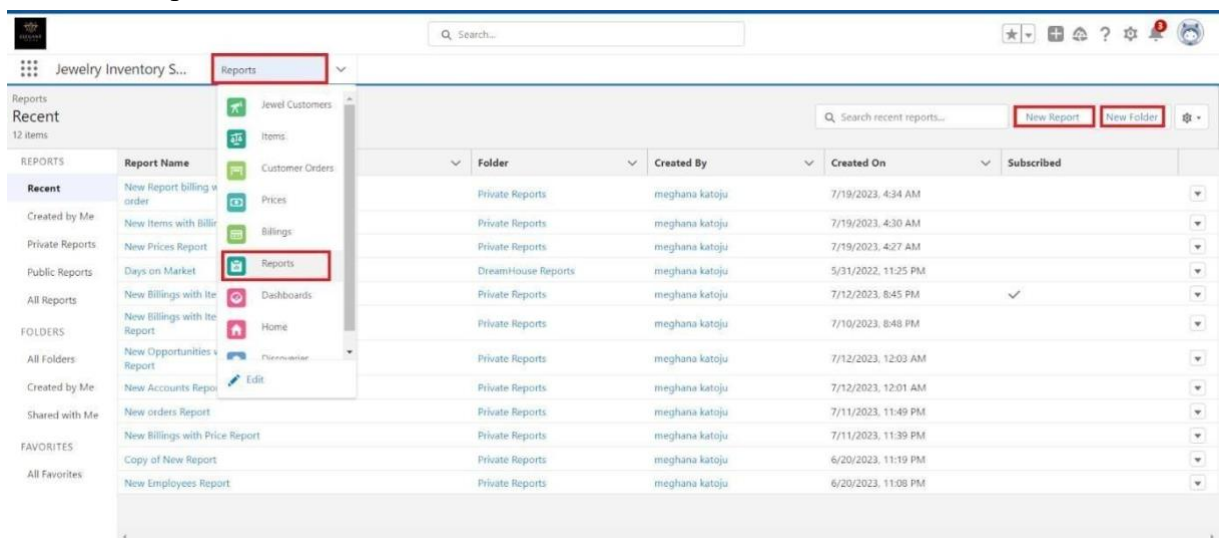 Search...
3
Jewelry Inventory S...
Reports
Reports
Recent
12 items
Search recent reports...
New Report
New Folder
Jewel Customers
Items
Customer Orders
Prices
Billings
Reports
Dashboards
Home
Edit
REPORTS
Recent
Created by Me
Private Reports
Public Reports
All Reports
FOLDERS
All Folders
Created by Me
Shared with Me
FAVORITES
All Favorites
Report Name Folder Created By Created On Subscribed
New Report billing w
order Private Reports meghana katoju 7/19/2023, 4:34 AM
New Items with Billin Private Reports meghana katoju 7/19/2023, 4:30 AM
New Prices Report Private Reports meghana katoju 7/19/2023, 4:27 AM
Days on Market DreamHouse Reports meghana katoju 5/31/2022, 11:25 PM
New Billings with Ite Private Reports meghana katoju 7/12/2023, 8:45 PM
New Billings with Ite
Report Private Reports meghana katoju 7/10/2023, 8:48 PM
New Opportunities w
Report Private Reports meghana katoju 7/12/2023, 12:03 AM
New Accounts Repo Private Reports meghana katoju 7/12/2023, 12:01 AM
New orders Report Private Reports meghana katoju 7/11/2023, 11:49 PM
New Billings with Price Report Private Reports meghana katoju 7/11/2023, 11:39 PM
Copy of New Report Private Reports meghana katoju 6/20/2023, 11:19 PM
New Employees Report Private Reports meghana katoju 6/20/2023, 11:08 PM